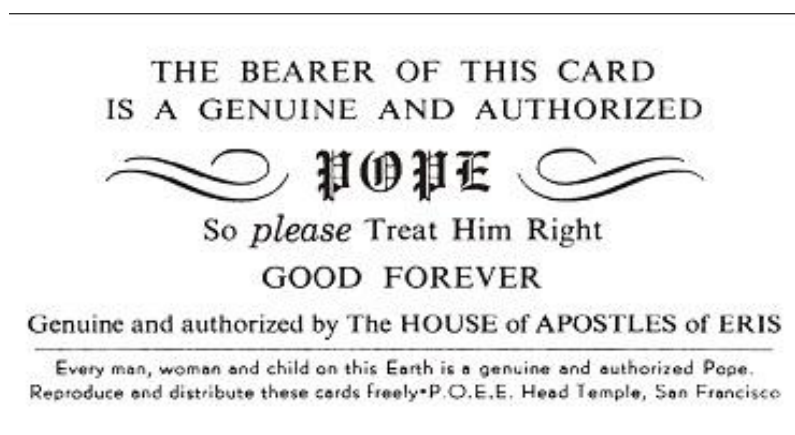 THE BEARER OF THIS CARD
IS A GENUINE AND AUTHORIZED
POPE
So please Treat Him Right
GOOD FOREVER
Genuine and authorized by The HOUSE of APOSTLES of ERIS
Every man, woman and child on this Earth is a genuine and authorized Pope.
Reproduce and distribute these cards freely•P.O.E.E. Head Temple, San Francisco